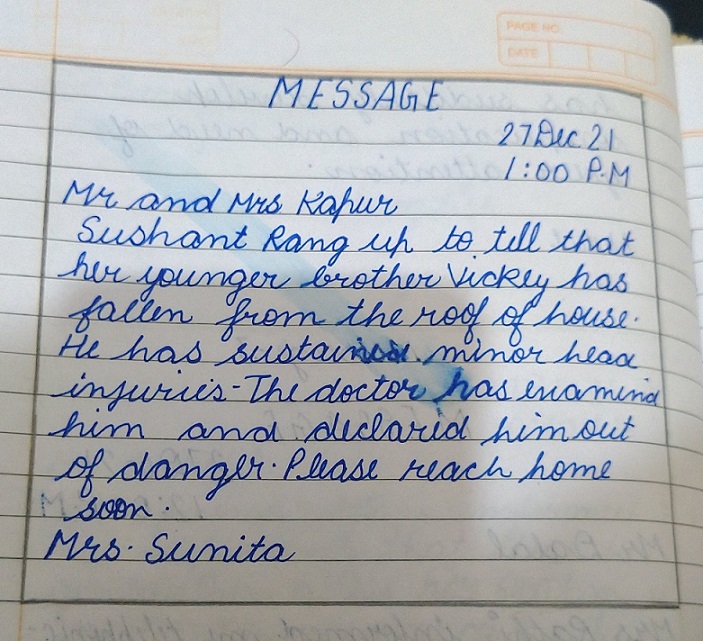 PAGE NO:
DATE
MESSAGE
27 Dec 21
1:00 P.M
Mr and Mrs Kapur
Sushant Rang up to tell that
her younger brother Vickey has
fallen from the roof of house.
He has sustained minor head
injuries-The doctor has examind
him and declared him out
of danger. Please reach home
soon.
Mrs. Sunita